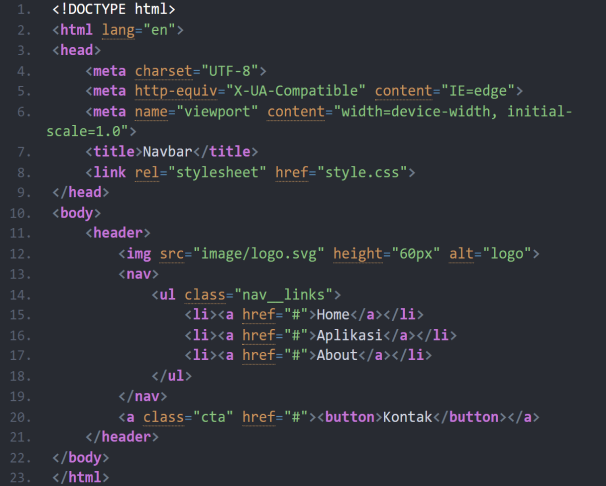 1. <!DOCTYPE html>
2. <html lang="en">
3. <head>
4.     <meta charset="UTF-8">
5.     <meta http-equiv="X-UA-Compatible" content="IE=edge">
6.     <meta name="viewport" content="width=device-width, initial-
scale=1.0">
7.     <title>Navbar</title>
8.     <link rel="stylesheet" href="style.css">
9. </head>
10. <body>
11.     <header>
12.         <img src="image/logo.svg" height="60px" alt="logo">
13.         <nav>
14.             <ul class="nav__links">
15.                 <li><a href="#">Home</a></li>
16.                 <li><a href="#">Aplikasi</a></li>
17.                 <li><a href="#">About</a></li>
18.             </ul>
19.         </nav>
20.         <a class="cta" href="#"><button>Kontak</button></a>
21.     </header>
22. </body>
23. </html>